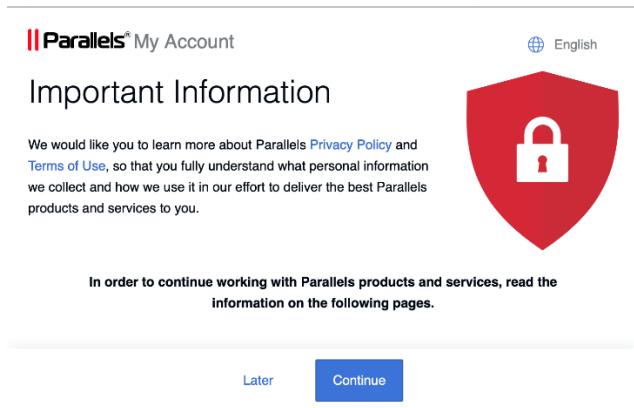 Parallels® My Account
English
Important Information
We would like you to learn more about Parallels Privacy Policy and
Terms of Use, so that you fully understand what personal information
we collect and how we use it in our effort to deliver the best Parallels
products and services to you.
In order to continue working with Parallels products and services, read the
information on the following pages.
Later
Continue